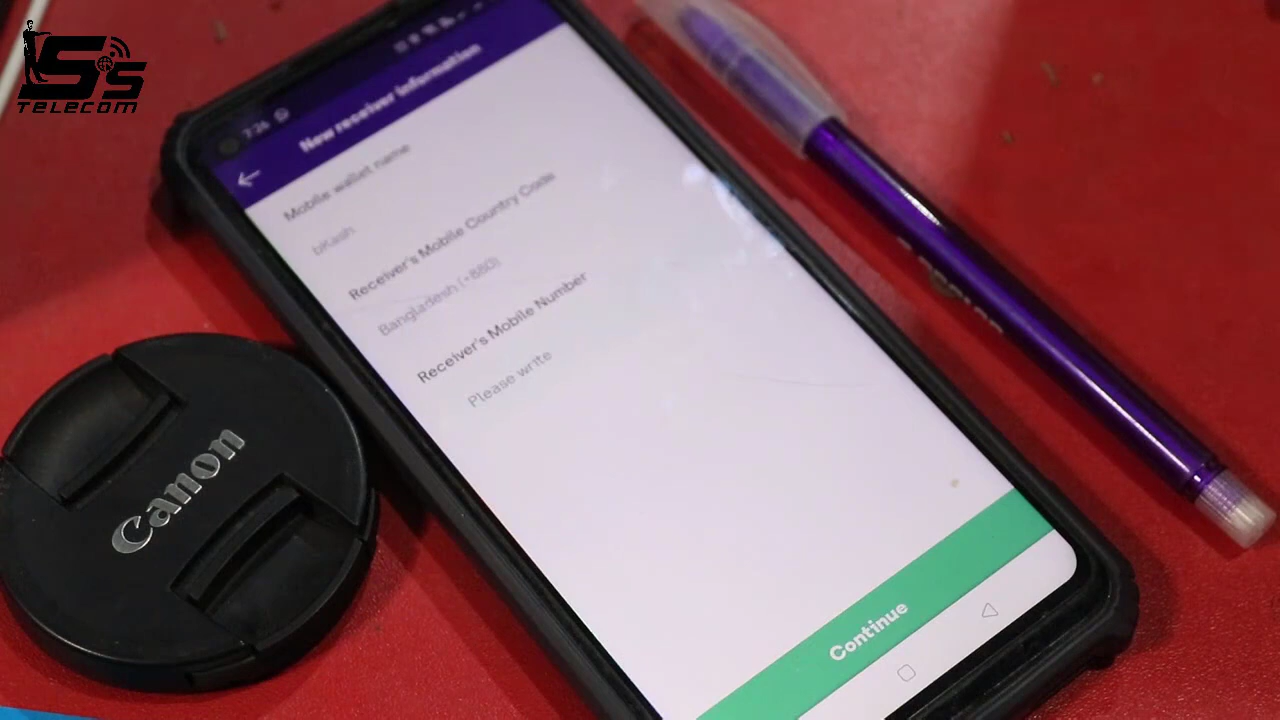 SS
TELECOM
7:26
New receiver information
Mobile wallet name
bKash
Receiver's Mobile Country Code
Bangladesh (+880)
Receiver's Mobile Number
Please write
Continue
Canon